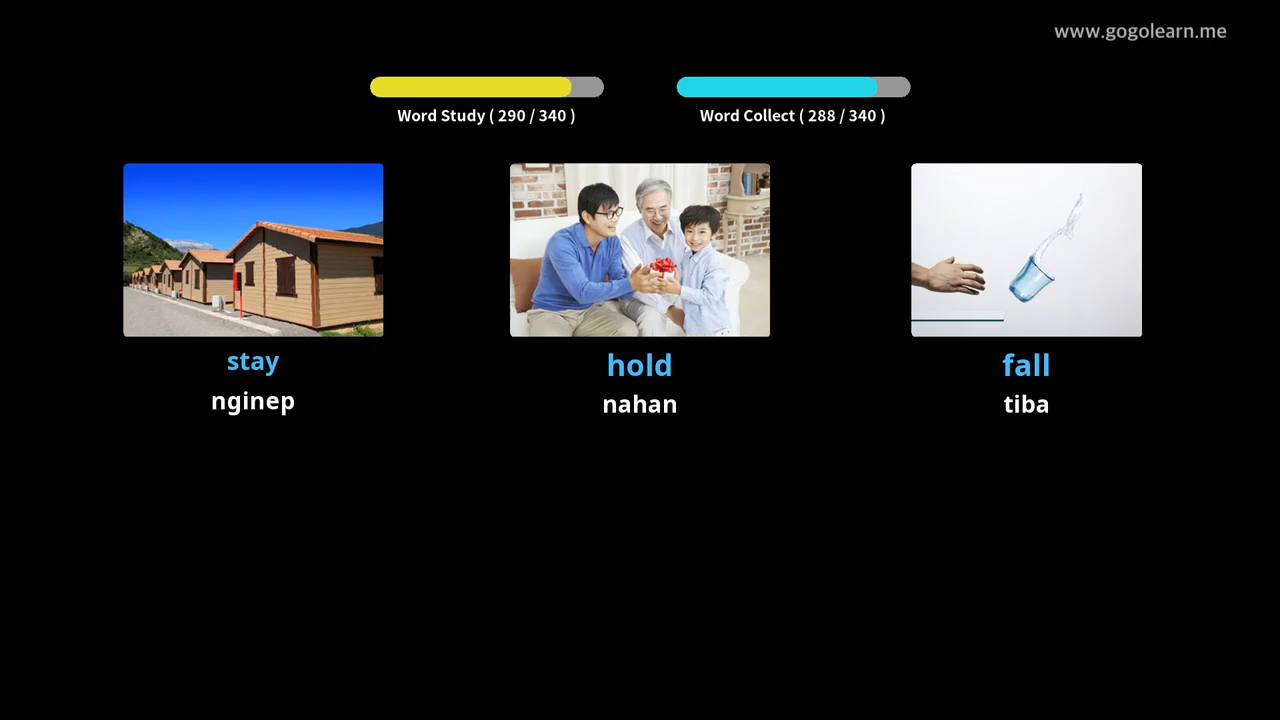 www.gogolearn.me
Word Study ( 290 / 340 )
Word Collect ( 288 / 340 )
stay
hold
fall
nginep
nahan
tiba